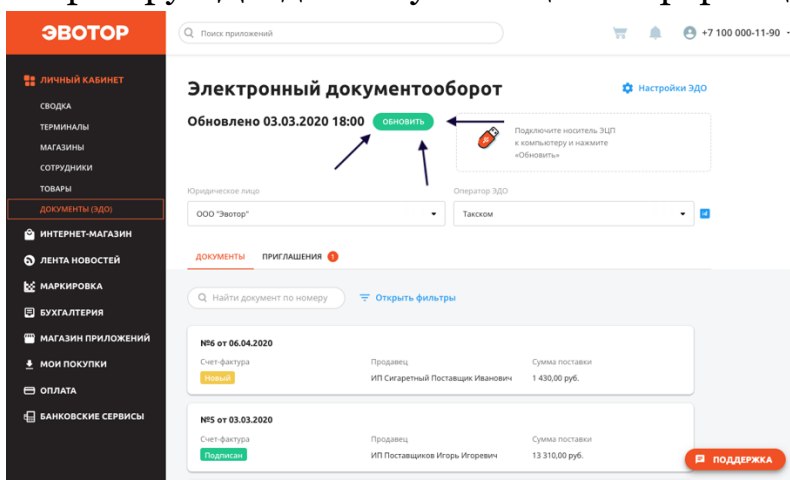 ЭВОТОР
Поиск приложений
+7 100 000-11-90
ЛИЧНЫЙ КАБИНЕТ
СВОДКА
ТЕРМИНАЛЫ
МАГАЗИНЫ
СОТРУДНИКИ
ТОВАРЫ
ДОКУМЕНТЫ (ЭДО)
ИНТЕРНЕТ-МАГАЗИН
ЛЕНТА НОВОСТЕЙ
МАРКИРОВКА
БУХГАЛТЕРИЯ
МАГАЗИН ПРИЛОЖЕНИЙ
МОИ ПОКУПКИ
ОПЛАТА
БАНКОВСКИЕ СЕРВИСЫ
Электронный документооборот
Настройки ЭДО
Обновлено 03.03.2020 18:00 ОБНОВИТЬ
Подключите носитель ЭЦП
к компьютеру и нажмите
«Обновить»
Юридическое лицо
Оператор ЭДО
ООО "Эвотор"
Такском
ДОКУМЕНТЫ ПРИГЛАШЕНИЯ 1
Найти документ по номеру
Открыть фильтры
№6 от 06.04.2020
Счет-фактура Продавец Сумма поставки
Новый ИП Сигаретный Поставщик Иванович 1 430,00 руб.
№5 от 03.03.2020
Счет-фактура Продавец Сумма поставки
Подписан ИП Поставщиков Игорь Игоревич 13 310,00 руб.
ПОДДЕРЖКА